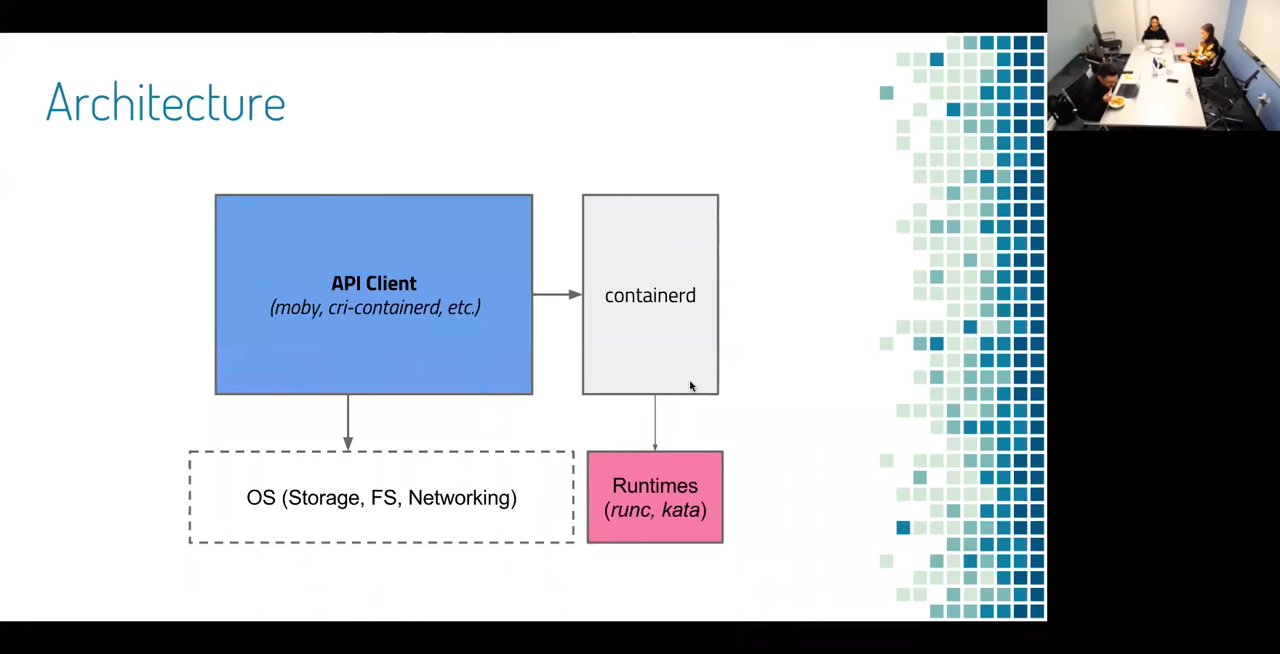 Architecture
API Client
(moby, cri-containerd, etc.)
containerd
OS (Storage, FS, Networking)
Runtimes
(runc, kata)